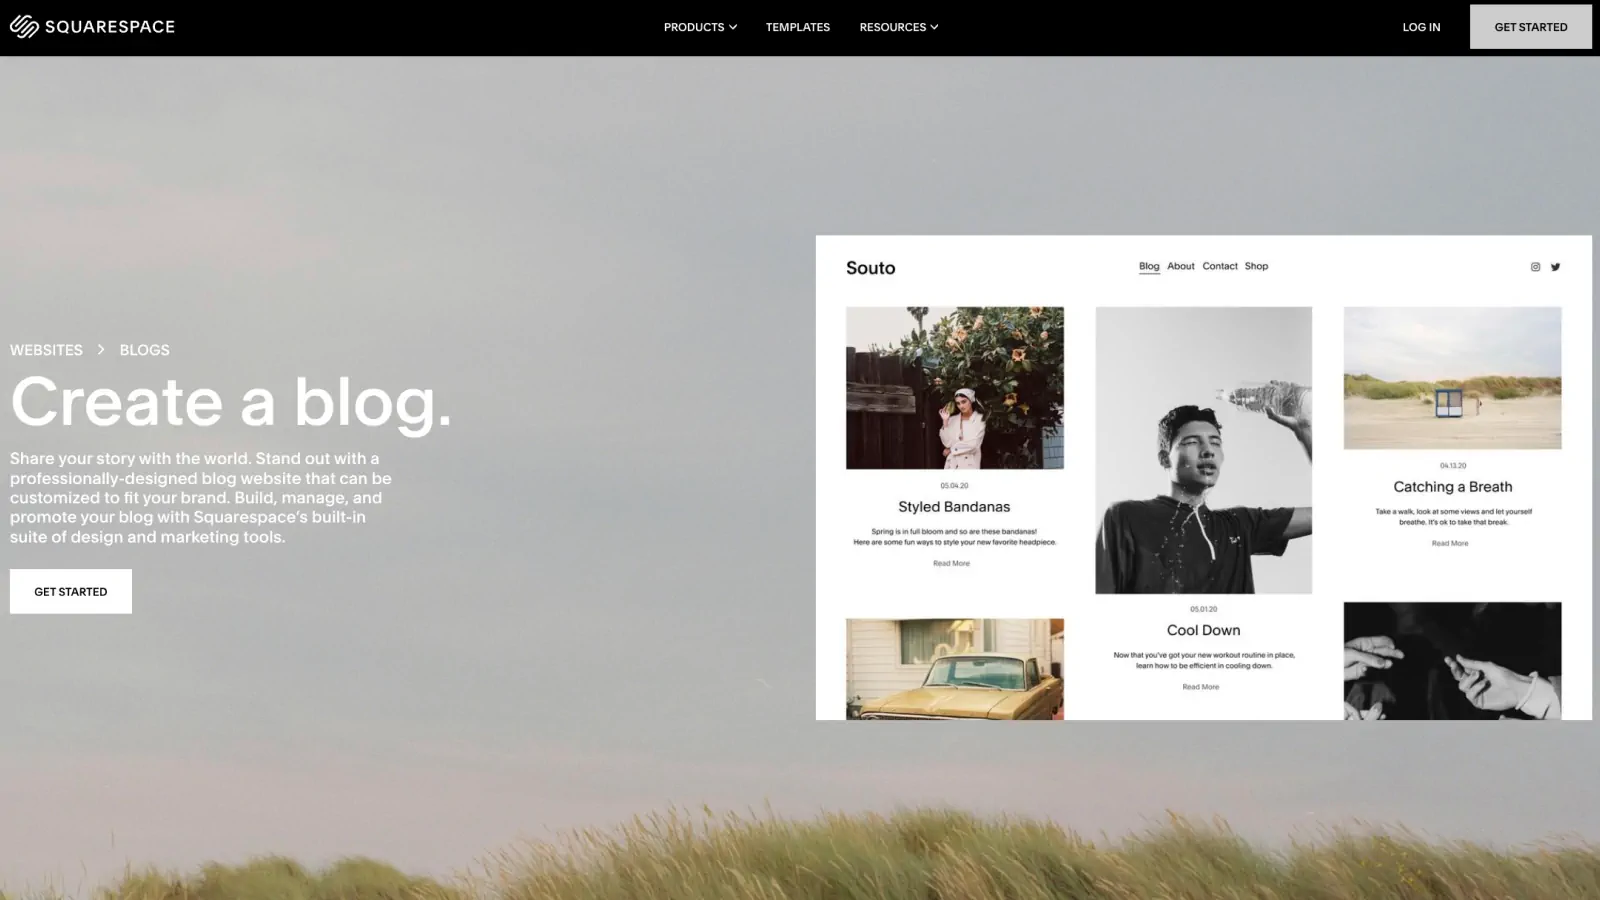 SQUARESPACE
PRODUCTS
TEMPLATES
RESOURCES
LOG IN
GET STARTED
WEBSITES > BLOGS
Create a blog.
Share your story with the world. Stand out with a
professionally-designed blog website that can be
customized to fit your brand. Build, manage, and
promote your blog with Squarespace's built-in
suite of design and marketing tools.
GET STARTED
Souto
Blog About Contact Shop
05.04.20
Styled Bandanas
Spring is in full bloom and so are these bandanas!
Here are some fun ways to style your new favorite headpiece.
Read More
05.01.20
Cool Down
Now that you've got your new workout routine in place,
learn how to be efficient in cooling down.
Read More
04.13.20
Catching a Breath
Take a walk, look at some views and let yourself
breathe. It's ok to take that break.
Read More